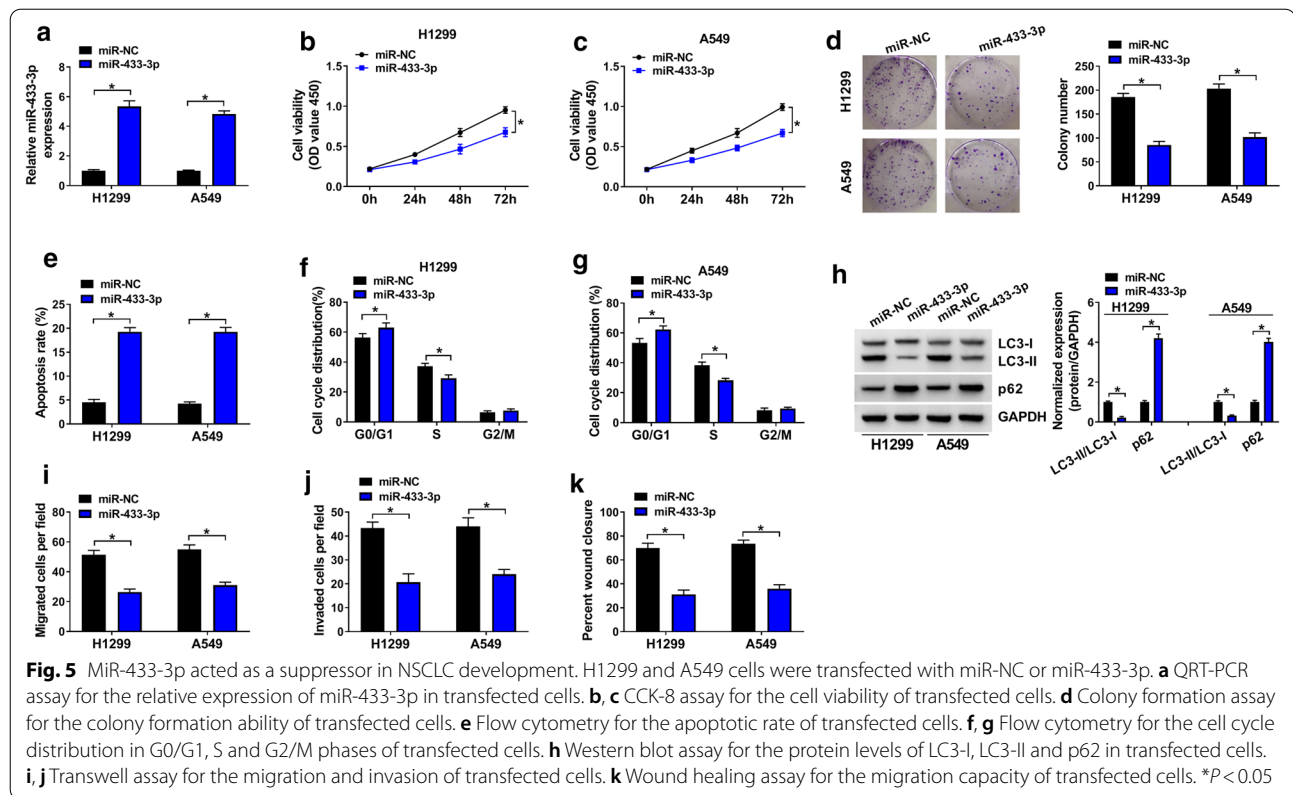 a
miR-NC
miR-433-3p
Relative miR-433-3p
expression
8
6
4
2
0
*
*
H1299
A549
b
H1299
miR-NC
miR-433-3p
Cell viability
(OD value 450)
1.5
1.0
0.5
0.0
*
0h 24h 48h 72h
c
A549
miR-NC
miR-433-3p
Cell viability
(OD value 450)
1.5
1.0
0.5
0.0
*
0h 24h 48h 72h
d
miR-NC
miR-433-3p
H1299
A549
miR-NC
miR-433-3p
Colony number
250
200
150
100
50
0
*
*
H1299
A549
e
miR-NC
miR-433-3p
Apoptosis rate (%)
25
20
15
10
5
0
*
*
H1299
A549
f
H1299
miR-NC
miR-433-3p
Cell cycle distribution(%)
80
60
40
20
0
*
*
G0/G1 S G2/M
g
A549
miR-NC
miR-433-3p
Cell cycle distribution (%)
80
60
40
20
0
*
*
G0/G1 S G2/M
h
miR-NC
miR-433-3p
miR-NC
miR-433-3p
LC3-I
LC3-II
p62
GAPDH
H1299 A549
miR-NC
miR-433-3p
H1299
A549
Normalized expression
(protein/GAPDH)
6
4
2
0
*
*
*
*
LC3-II/LC3-I
p62
LC3-II/LC3-I
p62
i
miR-NC
miR-433-3p
Migrated cells per field
80
60
40
20
0
*
*
H1299
A549
j
miR-NC
miR-433-3p
Invaded cells per field
50
40
30
20
10
0
*
*
H1299
A549
k
miR-NC
miR-433-3p
Percent wound closure
100
80
60
40
20
0
*
*
H1299
A549
Fig. 5 MiR-433-3p acted as a suppressor in NSCLC development. H1299 and A549 cells were transfected with miR-NC or miR-433-3p. a QRT-PCR
assay for the relative expression of miR-433-3p in transfected cells. b, c CCK-8 assay for the cell viability of transfected cells. d Colony formation assay
for the colony formation ability of transfected cells. e Flow cytometry for the apoptotic rate of transfected cells. f, g Flow cytometry for the cell cycle
distribution in G0/G1, S and G2/M phases of transfected cells. h Western blot assay for the protein levels of LC3-I, LC3-II and p62 in transfected cells.
i, j Transwell assay for the migration and invasion of transfected cells. k Wound healing assay for the migration capacity of transfected cells. *P < 0.05